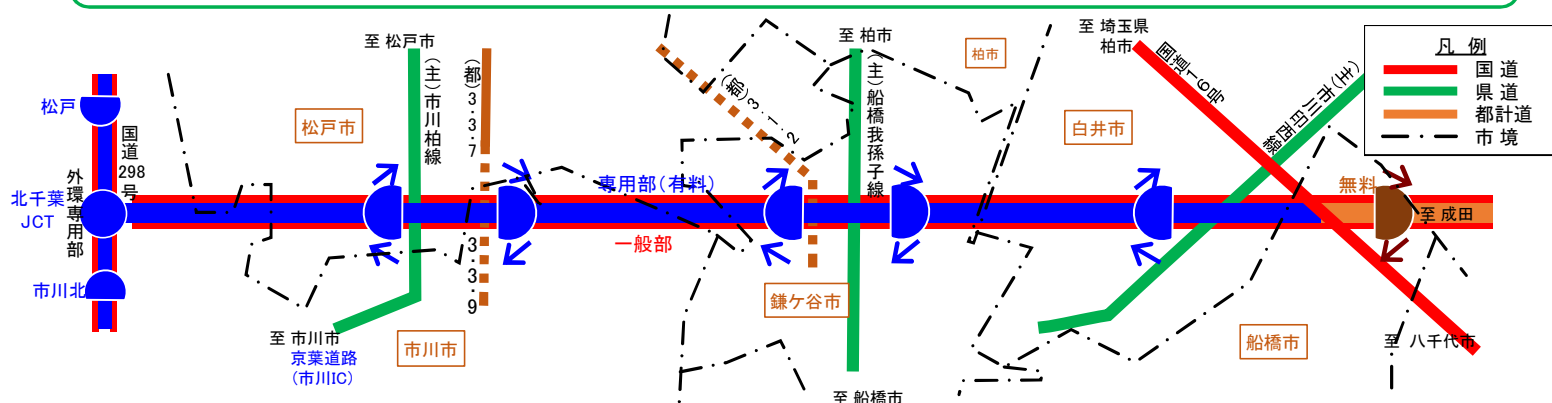 松戸
国道298号
外環専用部
北千葉
JCT
市川北
松戸市
至 松戸市
(主)市川柏線
(都)3・3・7
3・3・9
至 市川市
京葉道路
(市川IC)
市川市
専用部(有料)
一般部
(都)3・1・2
至 柏市
(主)船橋我孫子線
鎌ケ谷市
至 船橋市
柏市
白井市
至 埼玉県
柏市
国道16号
(主)市川印西線
無料
至 成田
船橋市
至 八千代市
凡 例
国 道
県 道
都計道
市 境